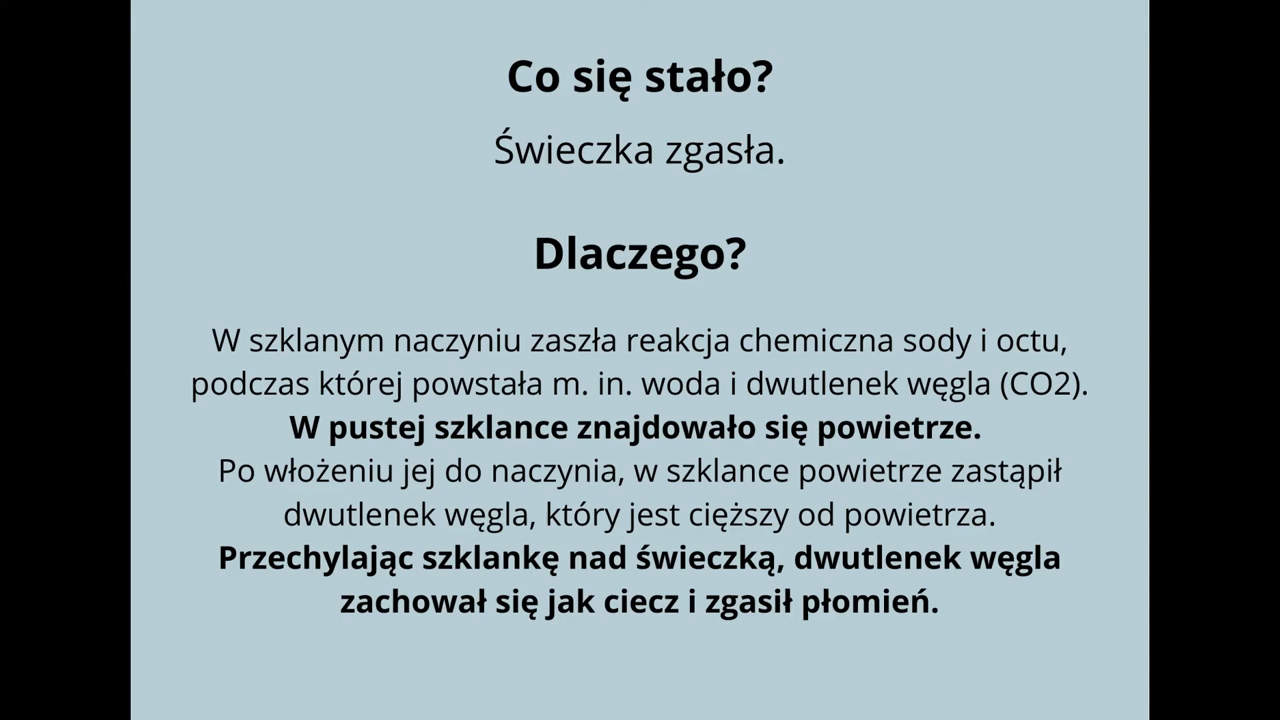 Co się stało?
Świeczka zgasła.
Dlaczego?
W szklanym naczyniu zaszła reakcja chemiczna sody i octu,
podczas której powstała m. in. woda i dwutlenek węgla (CO2).
W pustej szklance znajdowało się powietrze.
Po włożeniu jej do naczynia, w szklance powietrze zastąpił
dwutlenek węgla, który jest cięższy od powietrza.
Przechylając szklankę nad świeczką, dwutlenek węgla
zachował się jak ciecz i zgasił płomień.